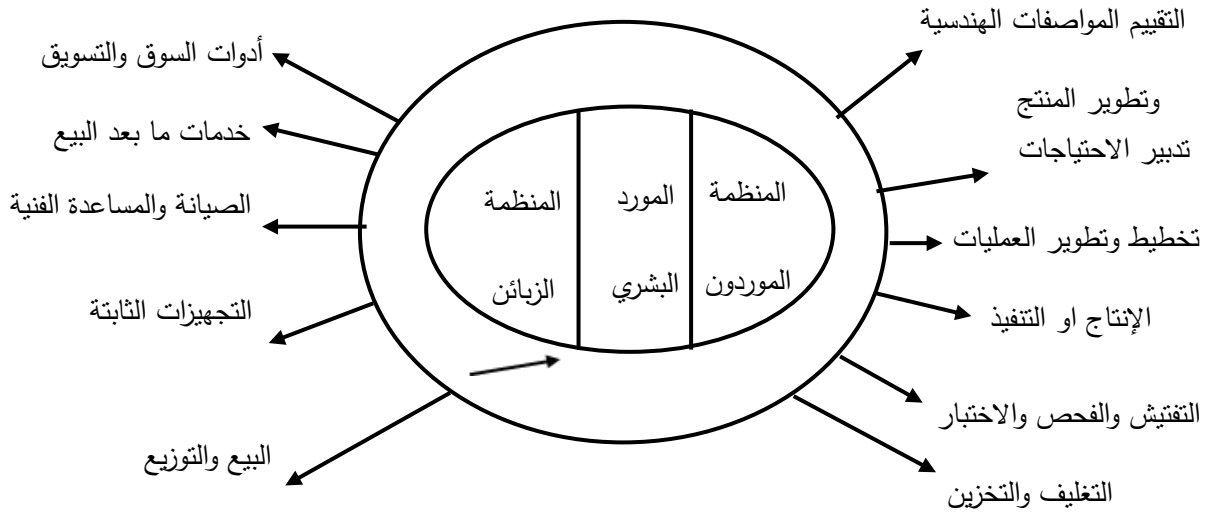 التقييم المواصفات الهندسية
وتطوير المنتج
تدبير الاحتياجات
تخطيط وتطوير العمليات
الإنتاج او التنفيذ
التفتيش والفحص والاختبار
التغليف والتخزين
المنظمة
الموردون
المورد
البشري
المنظمة
الزبائن
أدوات السوق والتسويق
خدمات ما بعد البيع
الصيانة والمساعدة الفنية
التجهيزات الثابتة
البيع والتوزيع